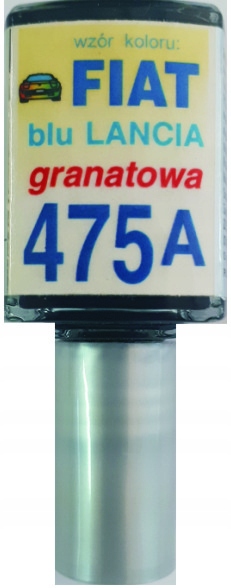 wzór koloru:
FIAT
blu LANCIA
granatowa
475A